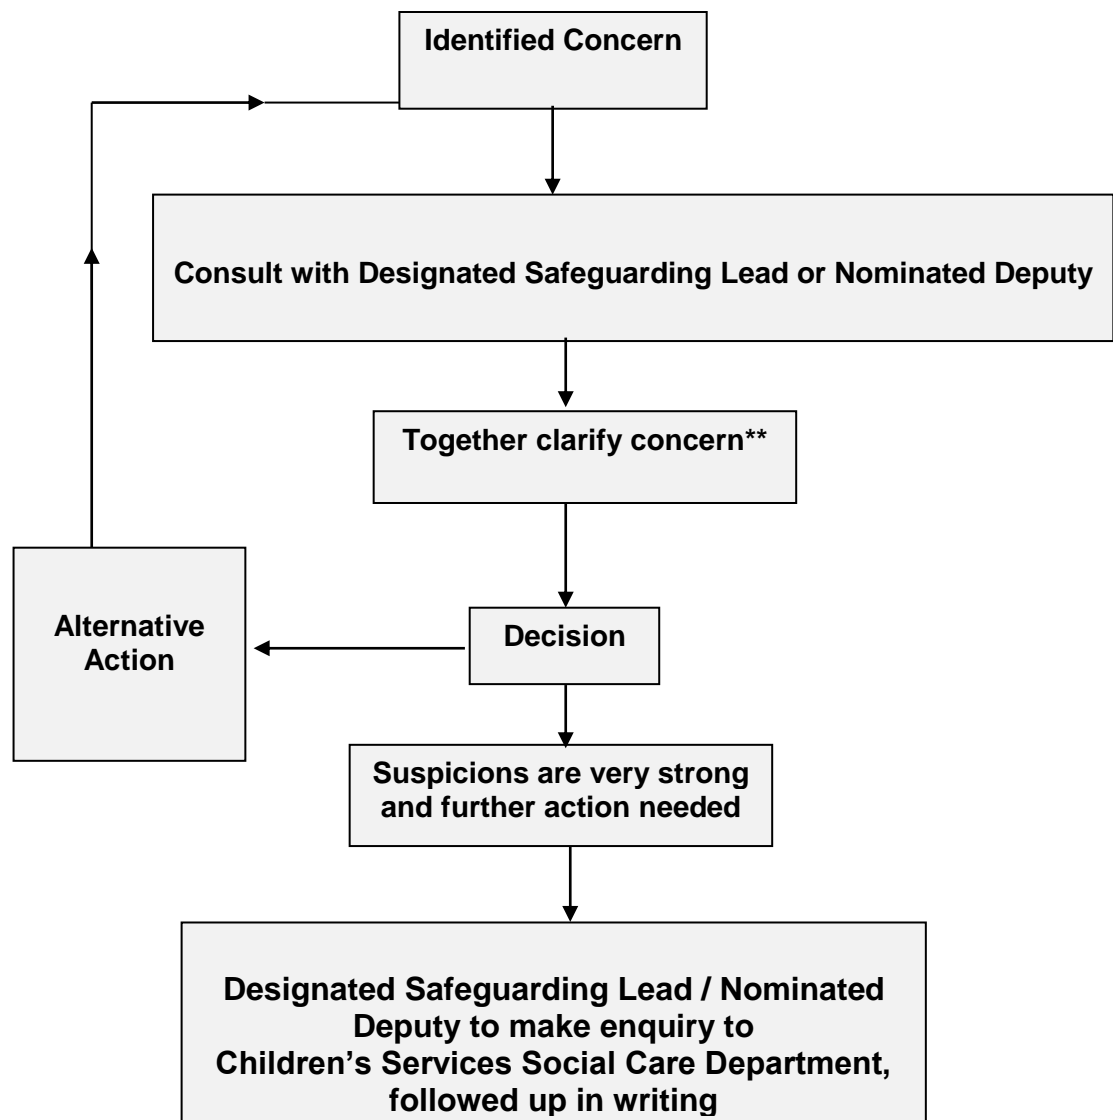 Identified Concern
Consult with Designated Safeguarding Lead or Nominated Deputy
Together clarify concern**
Alternative
Action
Decision
Suspicions are very strong
and further action needed
Designated Safeguarding Lead / Nominated
Deputy to make enquiry to
Children’s Services Social Care Department,
followed up in writing